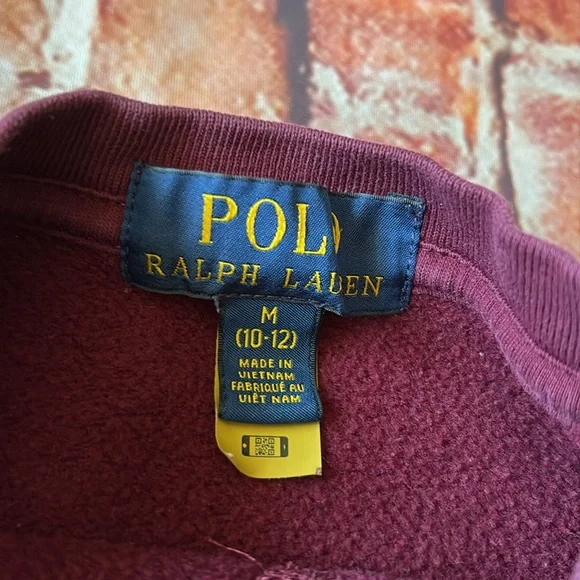 POLO
RALPH LAUREN
M
(10-12)
MADE IN
VIETNAM
FABRIQUÉ AU
VIÊT NAM